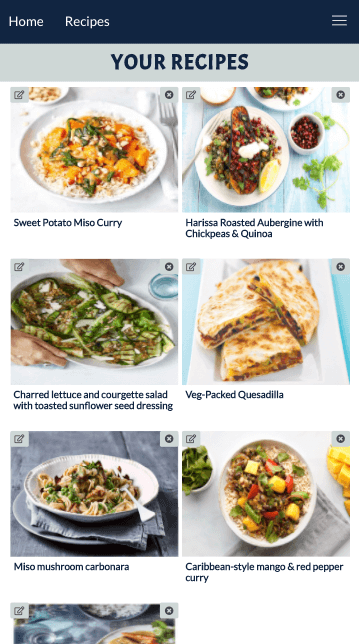 Home Recipes
YOUR RECIPES
Sweet Potato Miso Curry
Harissa Roasted Aubergine with
Chickpeas & Quinoa
Charred lettuce and courgette salad
with toasted sunflower seed dressing
Veg-Packed Quesadilla
Miso mushroom carbonara
Caribbean-style mango & red pepper
curry